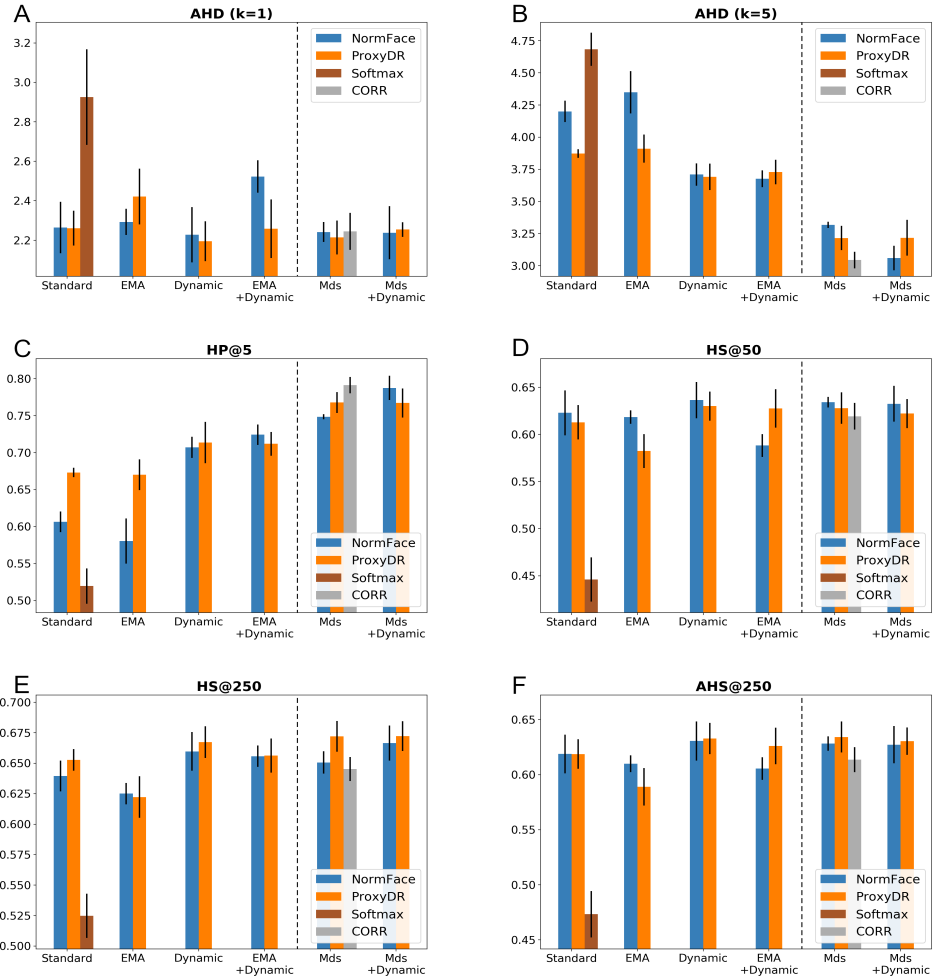 A
AHD (k=1)
3.2
3.0
2.8
2.6
2.4
2.2
NormFace
ProxyDR
Softmax
CORR
Standard
EMA
Dynamic
EMA
+Dynamic
Mds
Mds
+Dynamic
B
AHD (k=5)
4.75
4.50
4.25
4.00
3.75
3.50
3.25
3.00
NormFace
ProxyDR
Softmax
CORR
Standard
EMA
Dynamic
EMA
+Dynamic
Mds
Mds
+Dynamic
C
HP@5
0.80
0.75
0.70
0.65
0.60
0.55
0.50
NormFace
ProxyDR
Softmax
CORR
Standard
EMA
Dynamic
EMA
+Dynamic
Mds
Mds
+Dynamic
D
HS@50
0.65
0.60
0.55
0.50
0.45
NormFace
ProxyDR
Softmax
CORR
Standard
EMA
Dynamic
EMA
+Dynamic
Mds
Mds
+Dynamic
E
HS@250
0.700
0.675
0.650
0.625
0.600
0.575
0.550
0.525
0.500
NormFace
ProxyDR
Softmax
CORR
Standard
EMA
Dynamic
EMA
+Dynamic
Mds
Mds
+Dynamic
F
AHS@250
0.65
0.60
0.55
0.50
0.45
NormFace
ProxyDR
Softmax
CORR
Standard
EMA
Dynamic
EMA
+Dynamic
Mds
Mds
+Dynamic